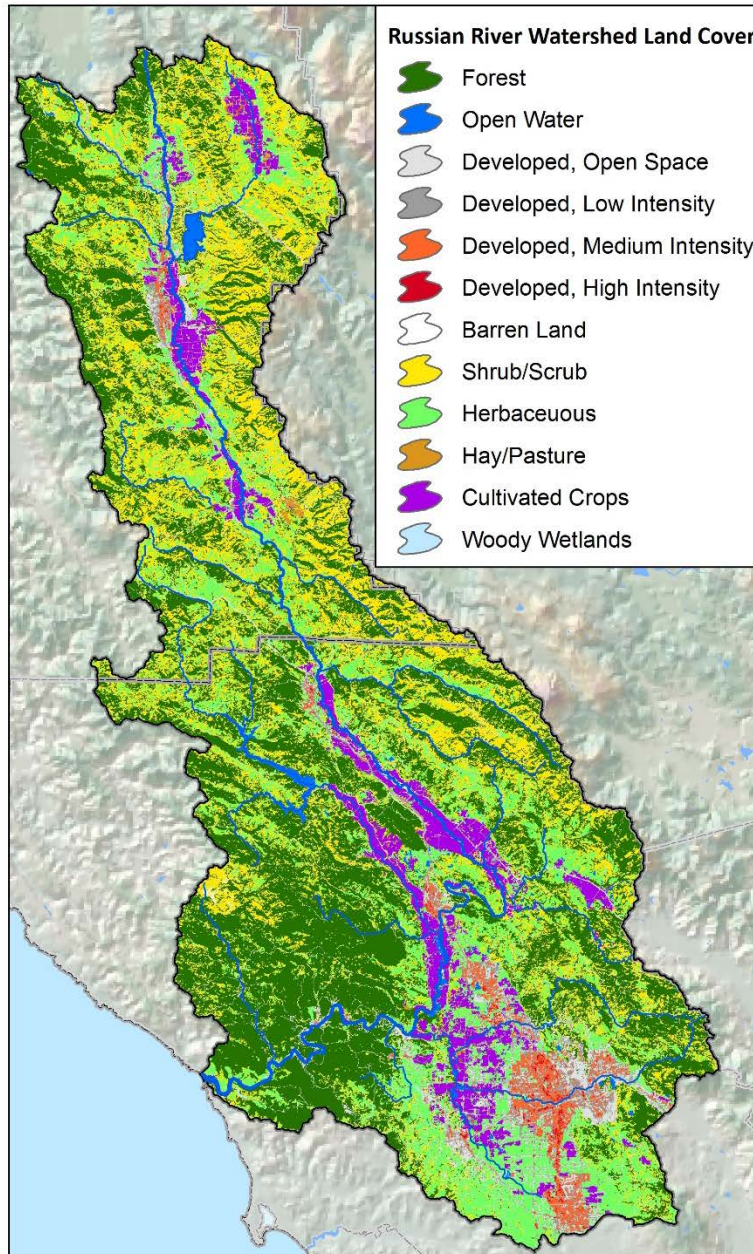 Russian River Watershed Land Cover
Forest
Open Water
Developed, Open Space
Developed, Low Intensity
Developed, Medium Intensity
Developed, High Intensity
Barren Land
Shrub/Scrub
Herbaceuous
Hay/Pasture
Cultivated Crops
Woody Wetlands